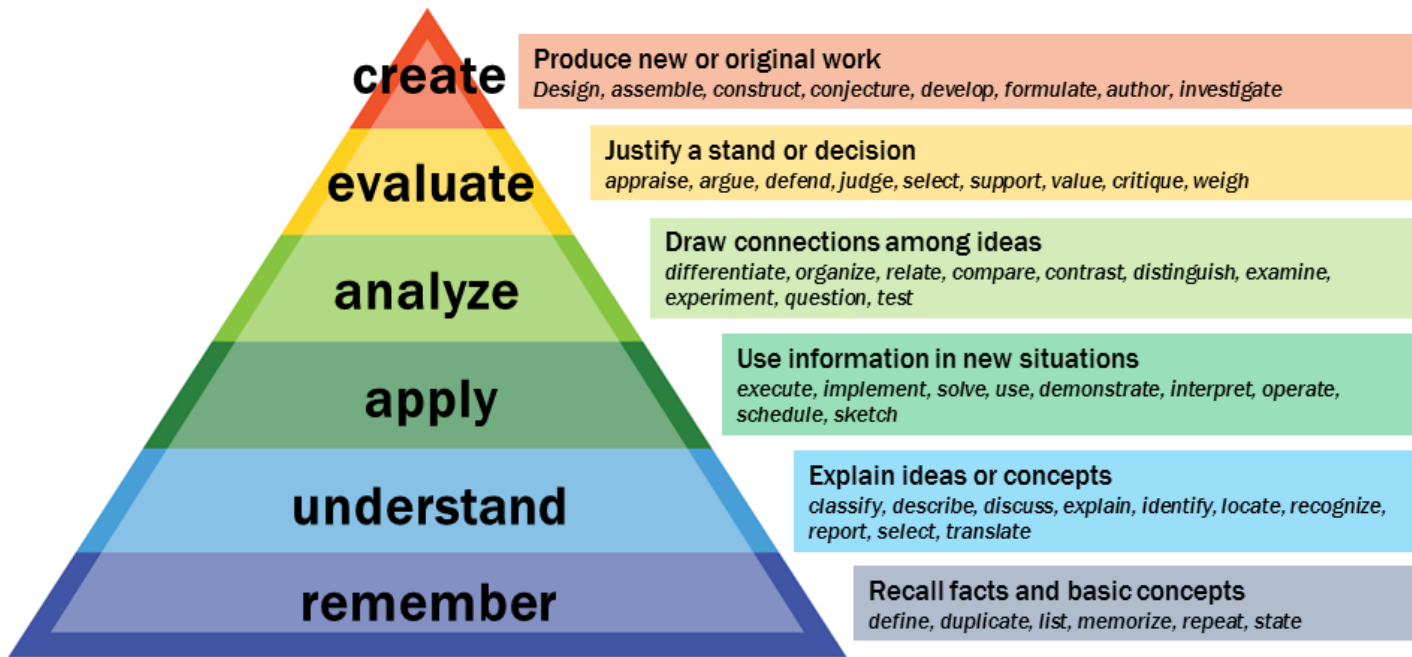 create
Produce new or original work
Design, assemble, construct, conjecture, develop, formulate, author, investigate
evaluate
Justify a stand or decision
appraise, argue, defend, judge, select, support, value, critique, weigh
analyze
Draw connections among ideas
differentiate, organize, relate, compare, contrast, distinguish, examine,
experiment, question, test
apply
Use information in new situations
execute, implement, solve, use, demonstrate, interpret, operate,
schedule, sketch
understand
Explain ideas or concepts
classify, describe, discuss, explain, identify, locate, recognize,
report, select, translate
remember
Recall facts and basic concepts
define, duplicate, list, memorize, repeat, state